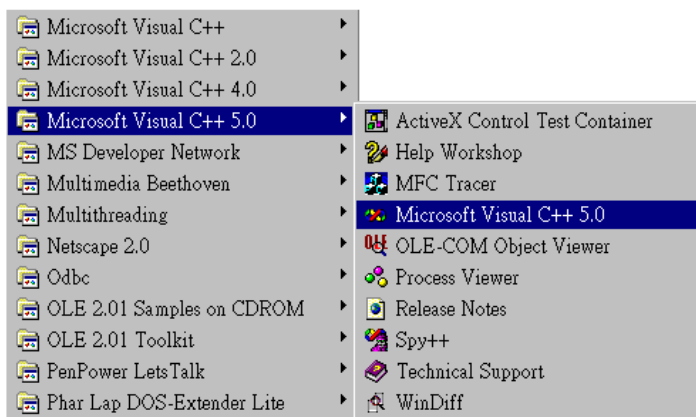 Microsoft Visual C++
Microsoft Visual C++ 2.0
Microsoft Visual C++ 4.0
Microsoft Visual C++ 5.0
MS Developer Network
Multimedia Beethoven
Multithreading
Netscape 2.0
Odbc
OLE 2.01 Samples on CDROM
OLE 2.01 Toolkit
PenPower LetsTalk
Phar Lap DOS-Extender Lite
ActiveX Control Test Container
Help Workshop
MFC Tracer
Microsoft Visual C++ 5.0
OLE-COM Object Viewer
Process Viewer
Release Notes
Spy++
Technical Support
WinDiff